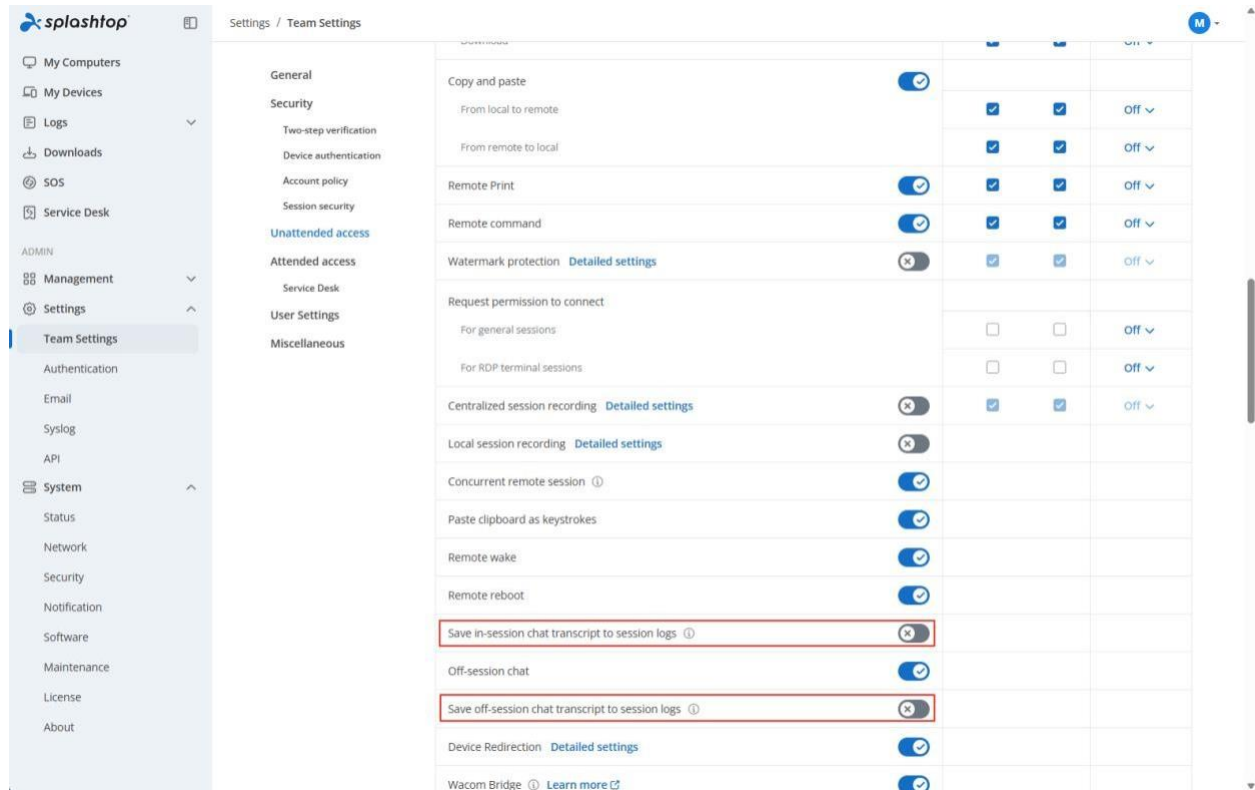 splashtop
Settings / Team Settings
M
My Computers
My Devices
Logs
Downloads
SOS
Service Desk
ADMIN
Management
Settings
Team Settings
Authentication
Email
Syslog
API
System
Status
Network
Security
Notification
Software
Maintenance
License
About
General
Security
Two-step verification
Device authentication
Account policy
Session security
Unattended access
Attended access
Service Desk
User Settings
Miscellaneous
Download Off
Copy and paste
From local to remote Off
From remote to local Off
Remote Print Off
Remote command Off
Watermark protection Detailed settings Off
Request permission to connect
For general sessions Off
For RDP terminal sessions Off
Centralized session recording Detailed settings Off
Local session recording Detailed settings
Concurrent remote session
Paste clipboard as keystrokes
Remote wake
Remote reboot
Save in-session chat transcript to session logs
Off-session chat
Save off-session chat transcript to session logs
Device Redirection Detailed settings
Wacom Bridge Learn more